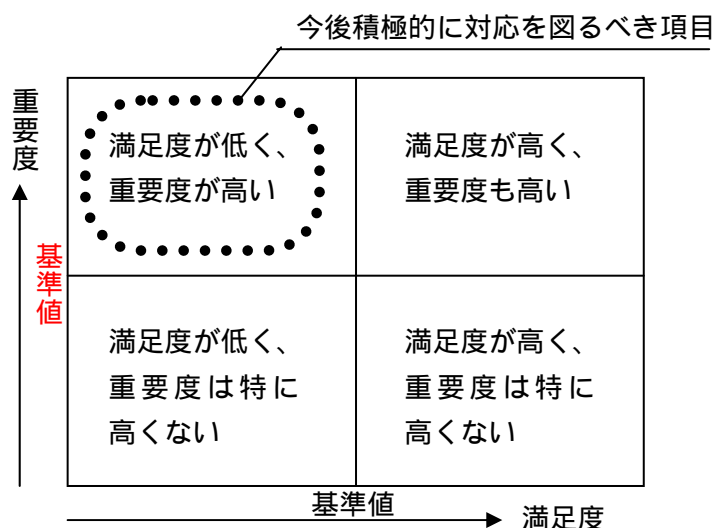 今後積極的に対応を図るべき項目
重要度
満足度が低く、
重要度が高い
満足度が高く、
重要度も高い
基準値
満足度が低く、
重要度は特に
高くない
満足度が高く、
重要度は特に
高くない
基準値
満足度